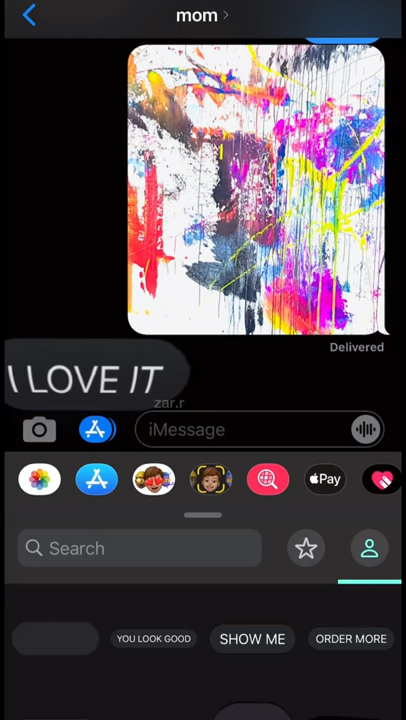 mom
Delivered
I LOVE IT
zar.r
iMessage
Pay
Search
YOU LOOK GOOD
SHOW ME
ORDER MORE